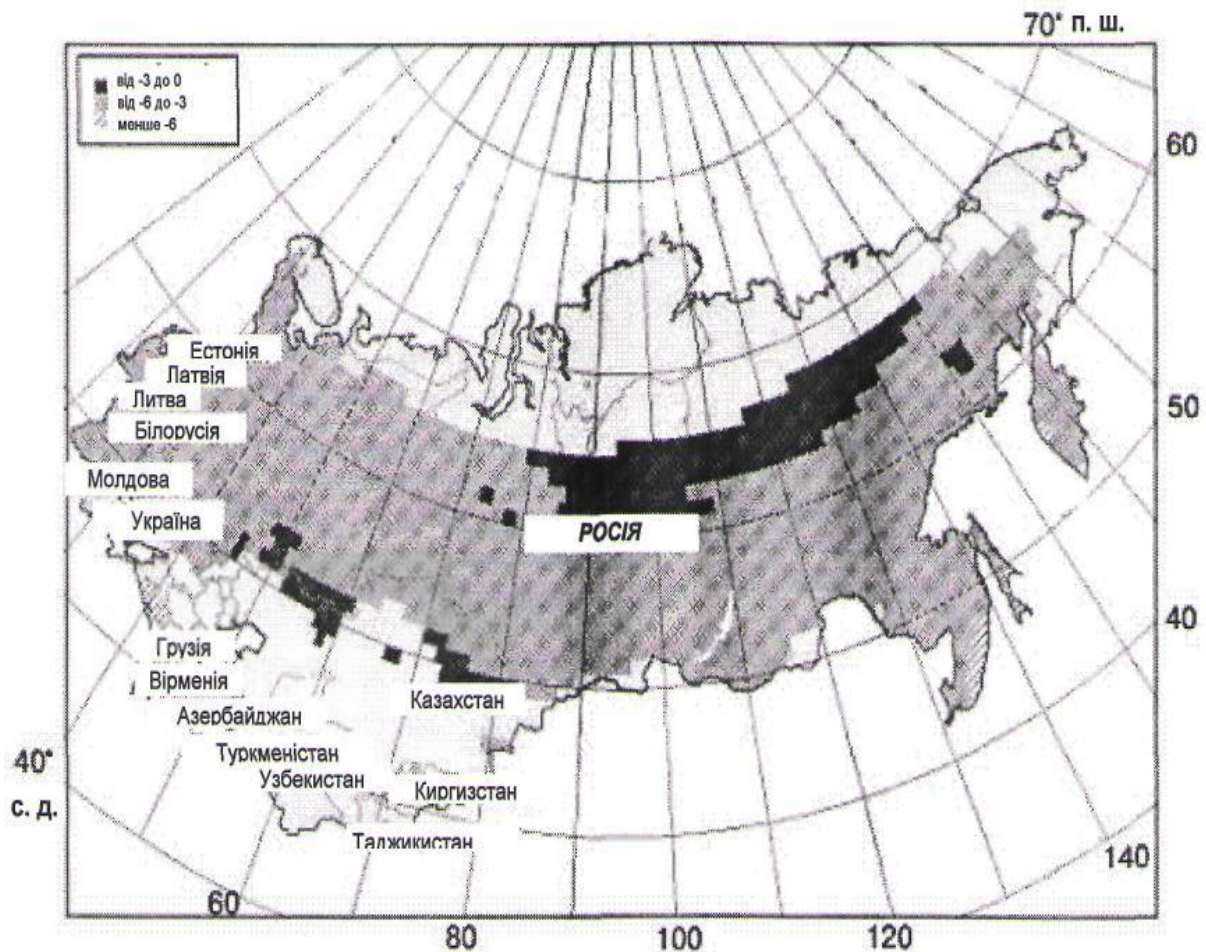 70° п. ш.
від -3 до 0
від -6 до -3
менше -6
60
Естонія
Латвія
Литва
Білорусія
50
Молдова
Україна
РОСІЯ
40
Грузія
Вірменія
Казахстан
Азербайджан
Туркменістан
40°
Узбекистан
Киргизстан
с. д.
Таджикистан
140
60
80
100
120